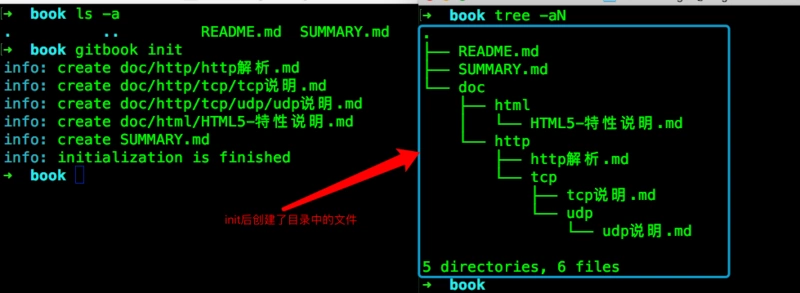 ➜ book ls -a
. .. README.md SUMMARY.md
➜ book gitbook init
info: create doc/http/http解析.md
info: create doc/http/tcp/tcp说明.md
info: create doc/http/tcp/udp/udp说明.md
info: create doc/html/HTML5-特性说明.md
info: create SUMMARY.md
info: initialization is finished
➜ book
init后创建了目录中的文件
➜ book tree -aN
.
├── README.md
├── SUMMARY.md
└── doc
    ├── html
    │   └── HTML5-特性说明.md
    └── http
        ├── http解析.md
        └── tcp
            ├── tcp说明.md
            └── udp
                └── udp说明.md
5 directories, 6 files
➜ book